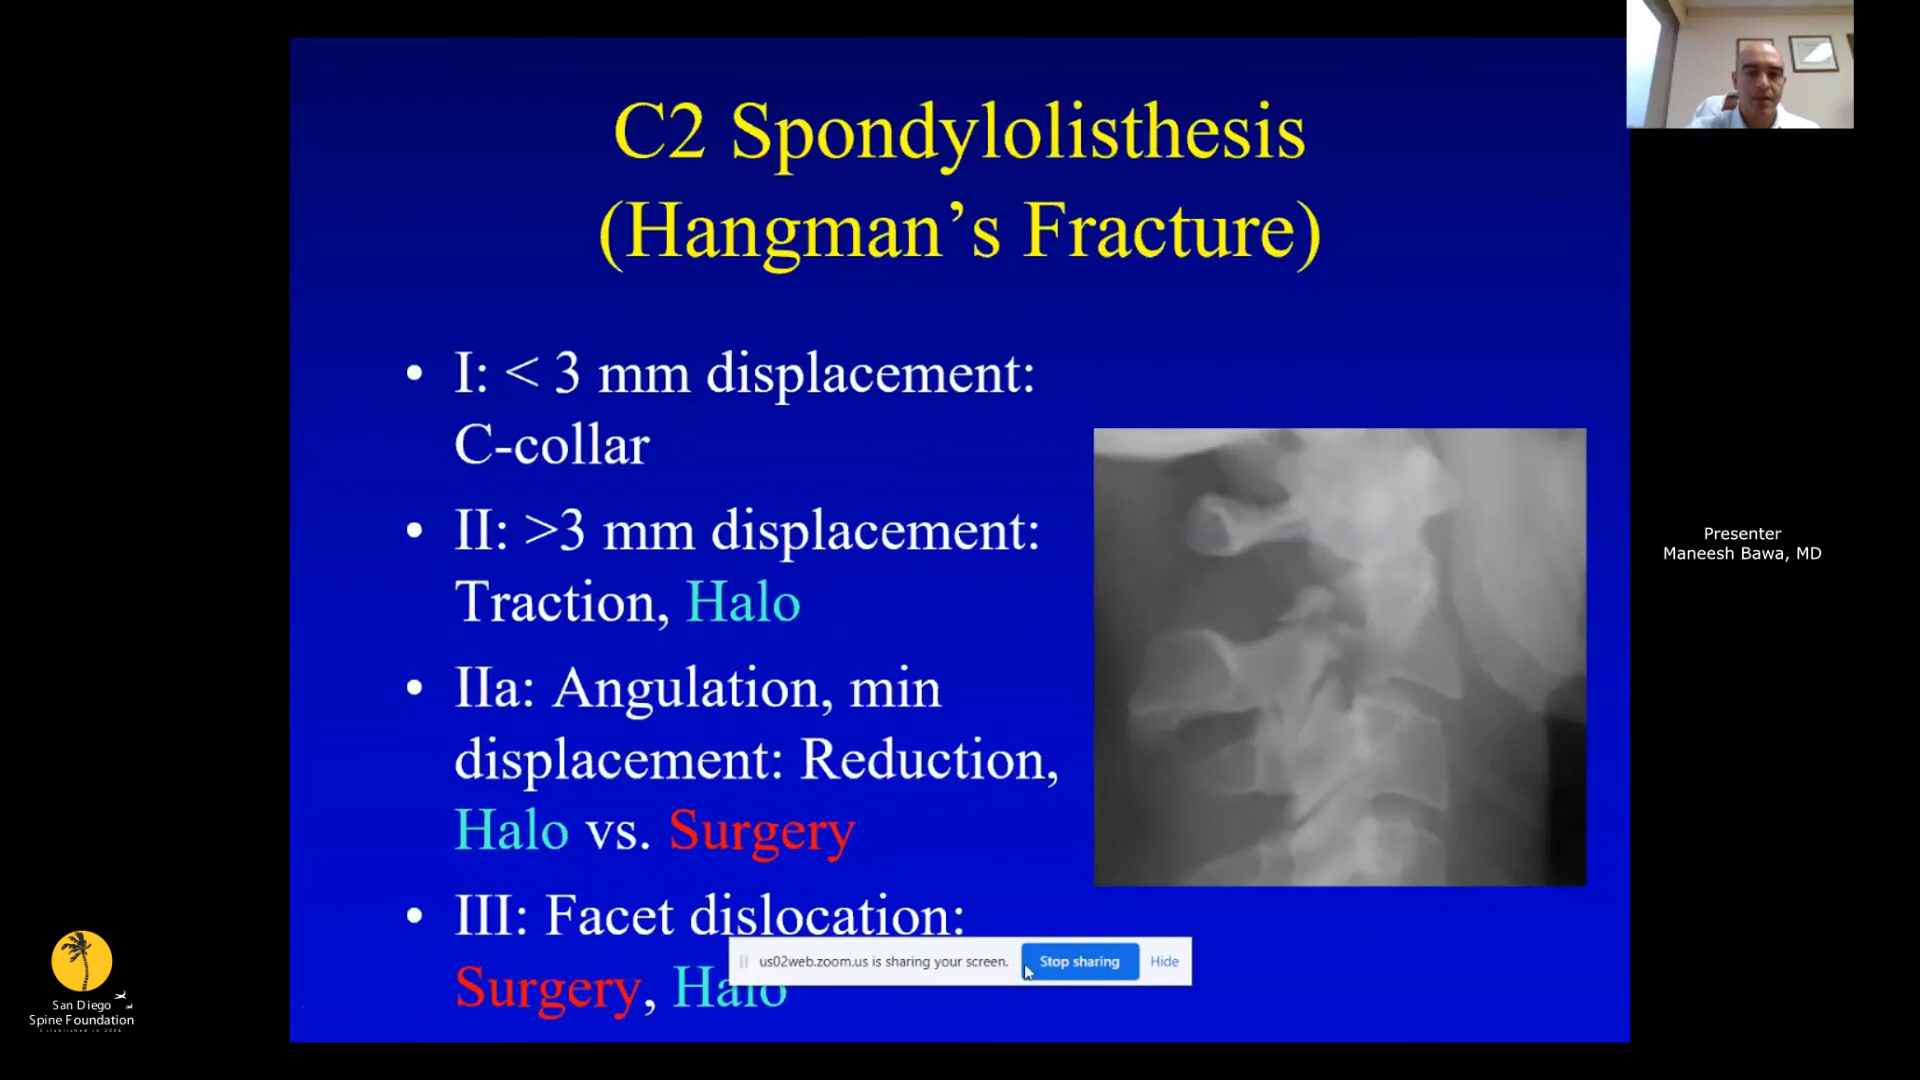 C2 Spondylolisthesis
(Hangman’s Fracture)
• I: < 3 mm displacement:
C-collar
• II: >3 mm displacement:
Traction, Halo
• IIa: Angulation, min
displacement: Reduction,
Halo vs. Surgery
• III: Facet dislocation:
Surgery, Halo
us02web.zoom.us is sharing your screen.
Stop sharing
Hide
Presenter
Maneesh Bawa, MD
San Diego
Spine Foundation